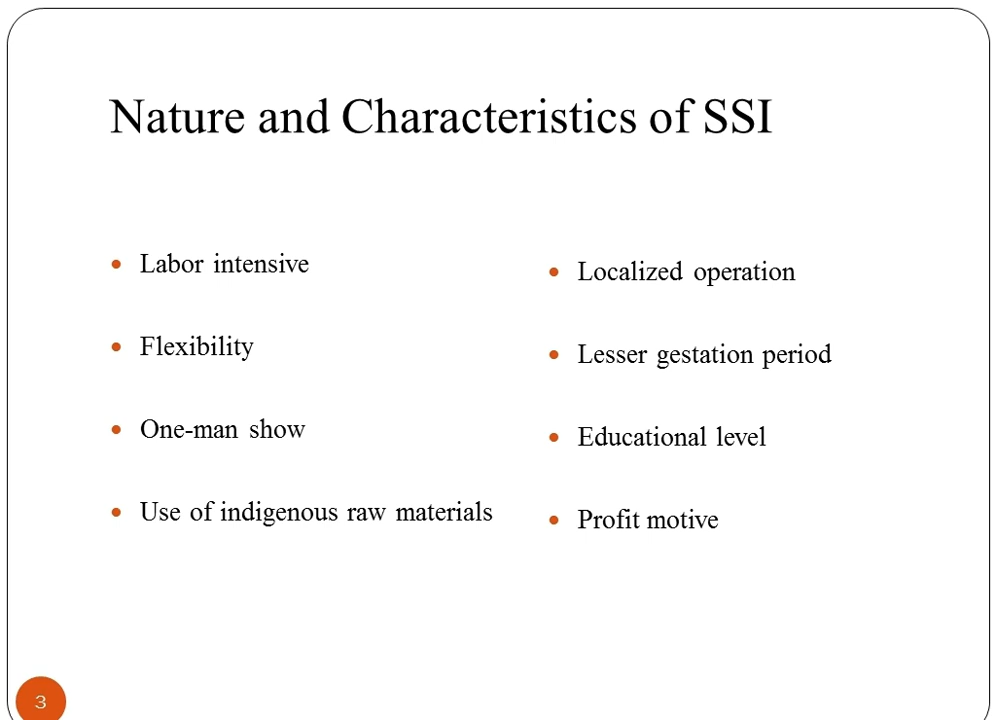 Nature and Characteristics of SSI
Labor intensive
Flexibility
One-man show
Use of indigenous raw materials
Localized operation
Lesser gestation period
Educational level
Profit motive
3